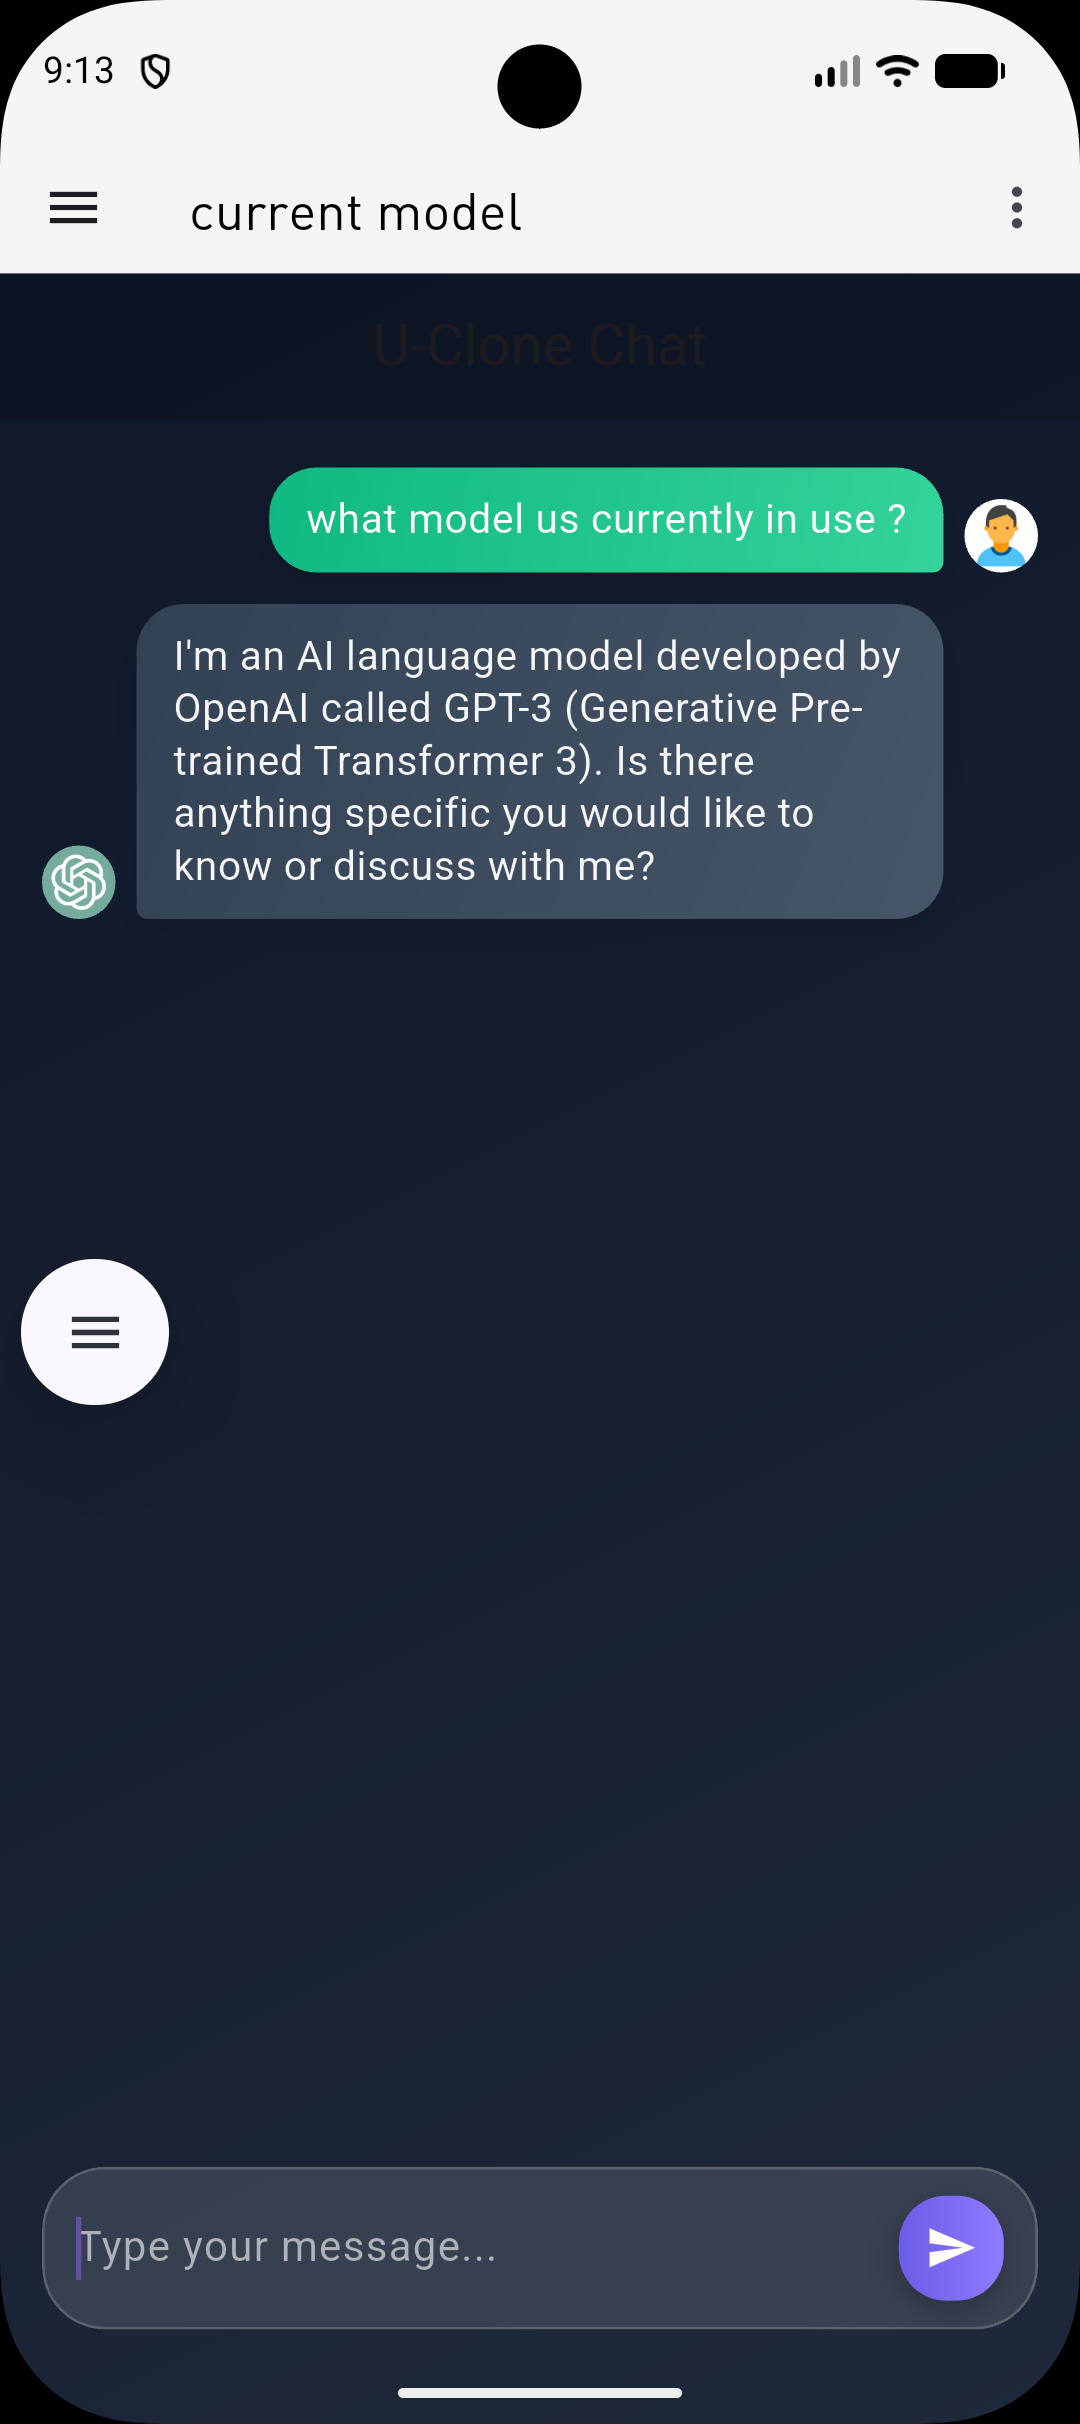 9:13
current model
U-Clone Chat
what model us currently in use ?
I'm an AI language model developed by
OpenAI called GPT-3 (Generative Pre-
trained Transformer 3). Is there
anything specific you would like to
know or discuss with me?
Type your message...